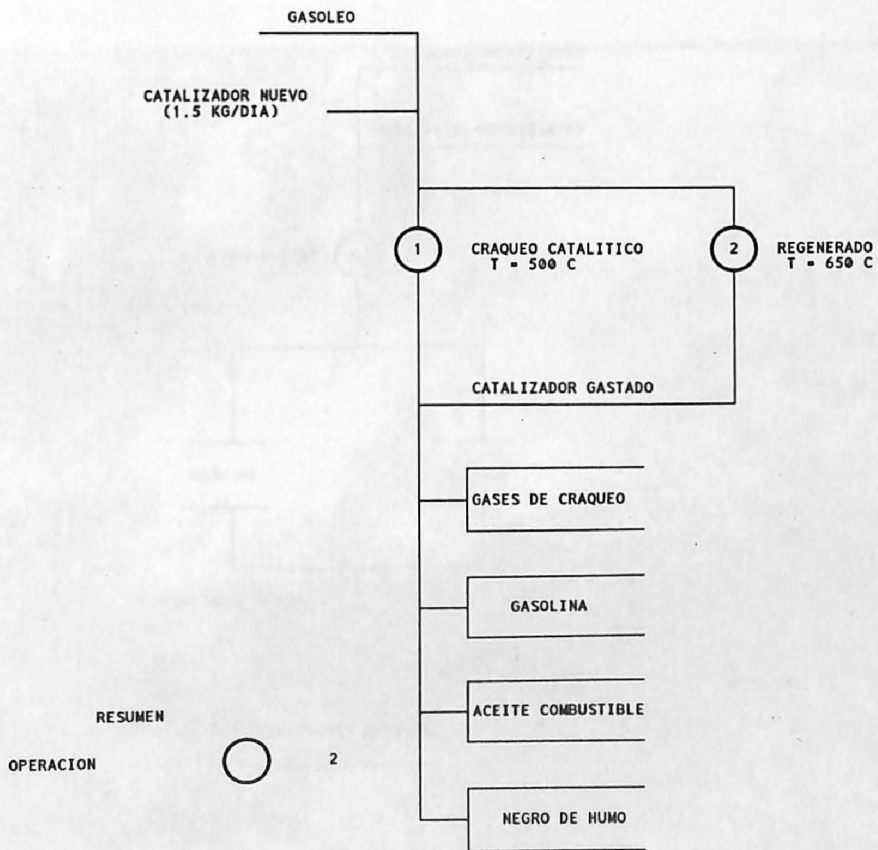 GASOLEO
CATALIZADOR NUEVO
(1.5 KG/DIA)
1
CRAQUEO CATALITICO
T = 500 C
2
REGENERADO
T = 650 C
CATALIZADOR GASTADO
GASES DE CRAQUEO
GASOLINA
ACEITE COMBUSTIBLE
RESUMEN
OPERACION
2
NEGRO DE HUMO